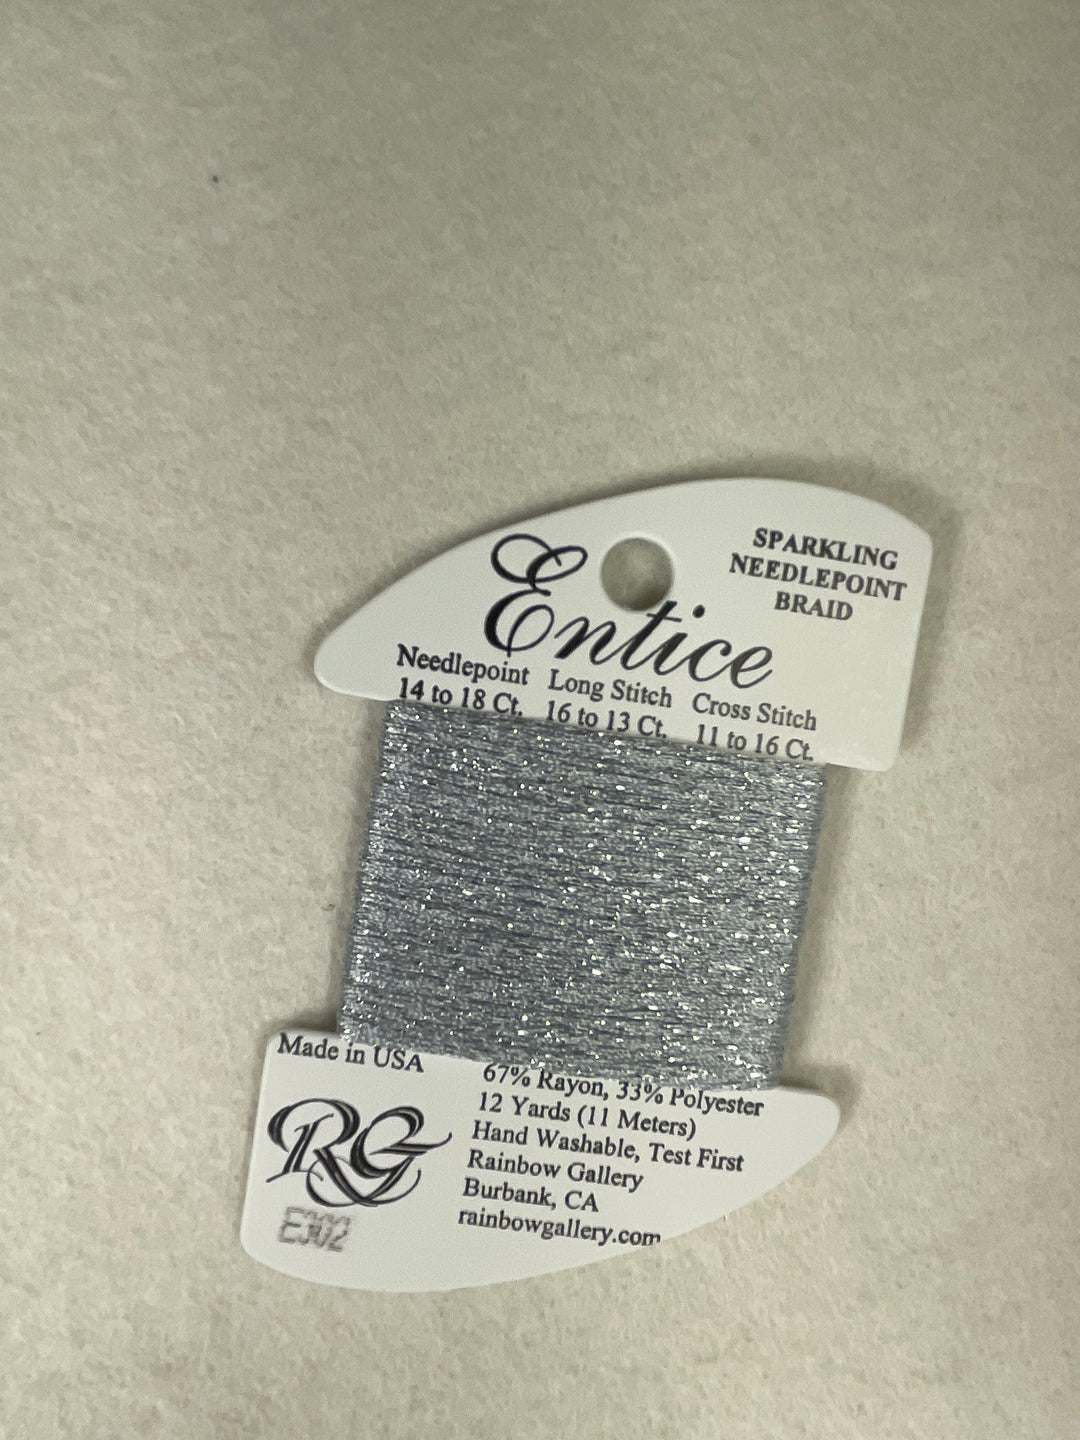 SPARKLING
NEEDLEPOINT
BRAID
Entice
Needlepoint Long Stitch Cross Stitch
14 to 18 Ct. 16 to 13 Ct. 11 to 16 Ct.
Made in USA
67% Rayon, 33% Polyester
12 Yards (11 Meters)
Hand Washable, Test First
Rainbow Gallery
Burbank, CA
rainbowgallery.com
RG
E302